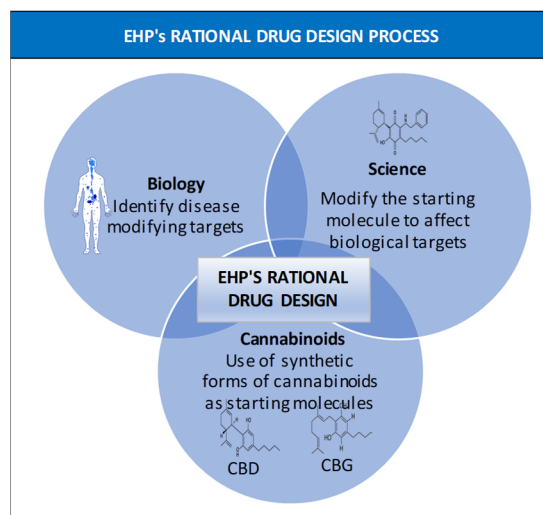 EHP's RATIONAL DRUG DESIGN PROCESS
Biology
Identify disease
modifying targets
Science
Modify the starting
molecule to affect
biological targets
EHP'S RATIONAL
DRUG DESIGN
Cannabinoids
Use of synthetic
forms of cannabinoids
as starting molecules
CBD
CBG